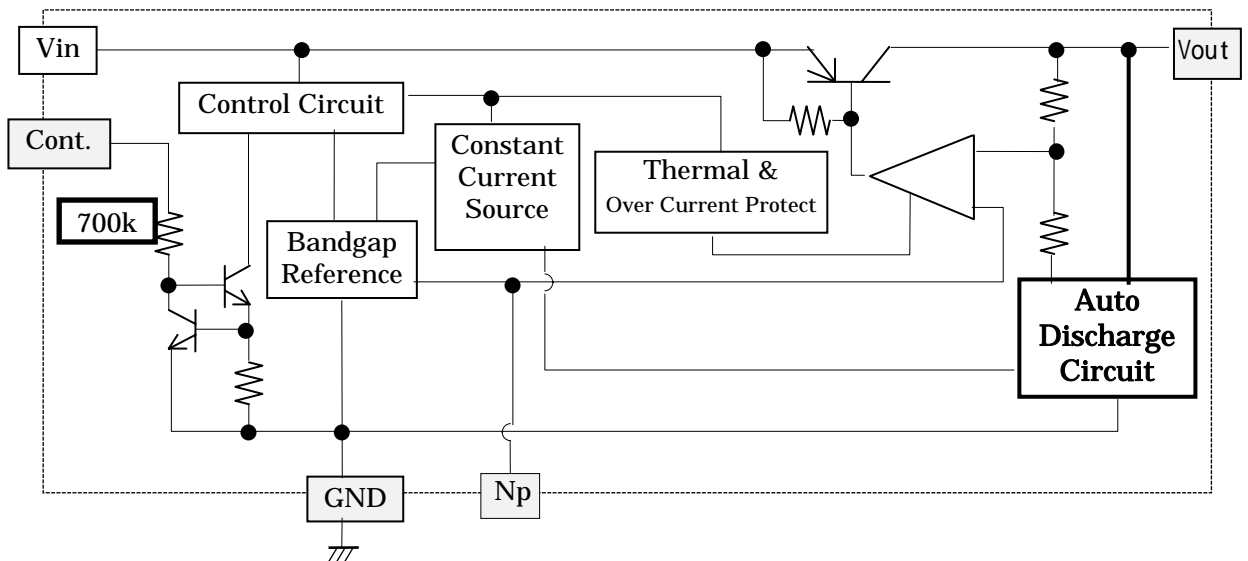 Vin
Vout
Control Circuit
Cont.
Constant
Current
Source
Thermal &
Over Current Protect
700k
Bandgap
Reference
Auto
Discharge
Circuit
GND
Np